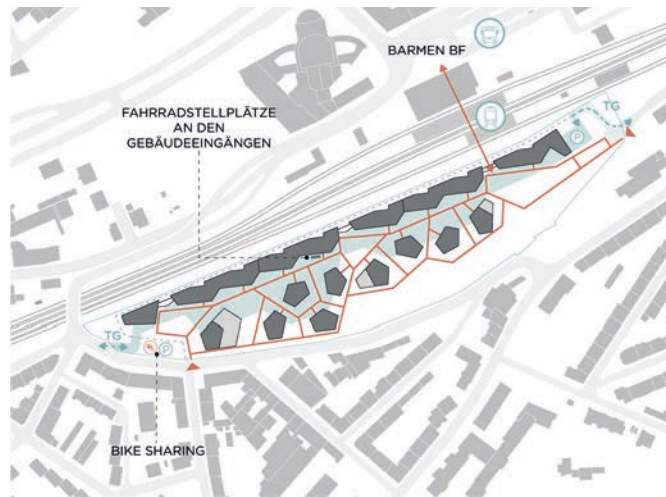 BARMEN BF
TG
FAHRRADSTELLPLÄTZE
AN DEN
GEBÄUDEEINGÄNGEN
P
TG
P
BIKE SHARING